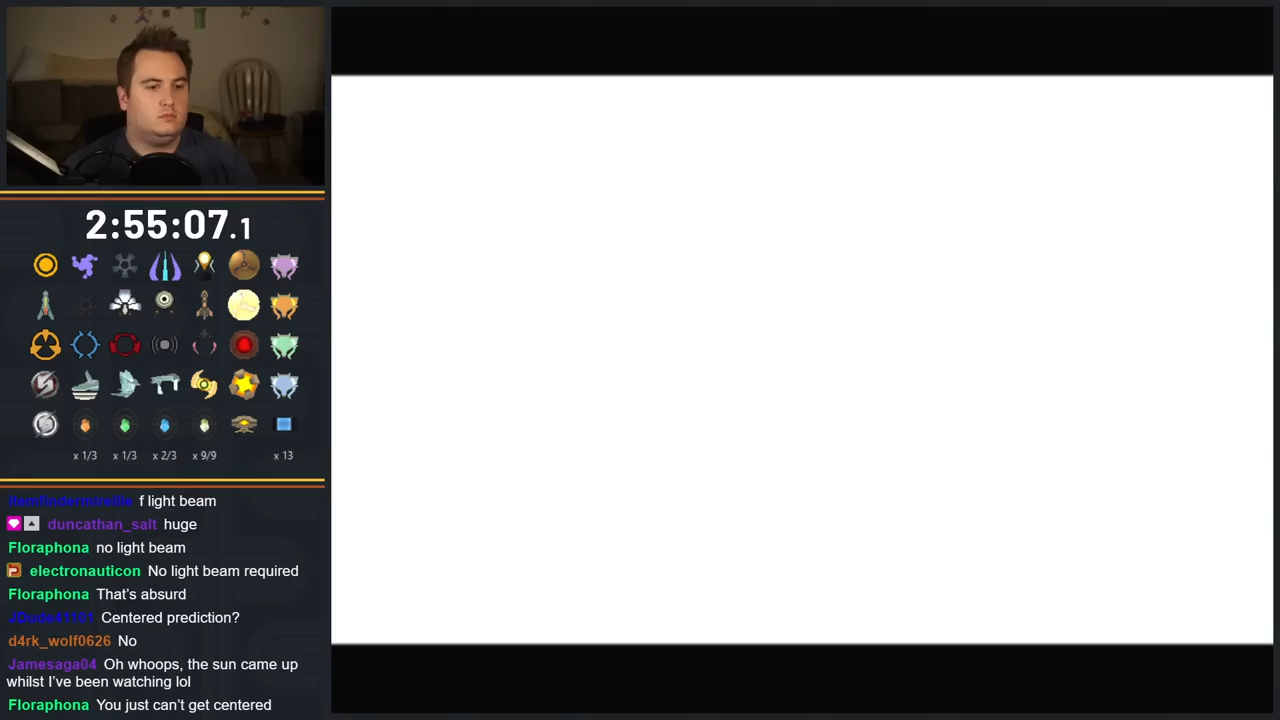 2:55:07.1
x 1/3 x 1/3 x 2/3 x 9/9 x 13
itemfindermireille f light beam
duncathan_salt huge
Floraphona no light beam
electronauticon No light beam required
Floraphona That's absurd
JDude41101 Centered prediction?
d4rk_wolf0626 No
Jamesaga04 Oh whoops, the sun came up
whilst I've been watching lol
Floraphona You just can't get centered